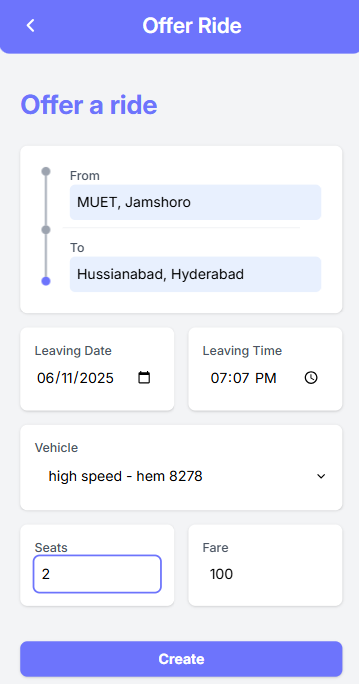 Offer Ride
Offer a ride
From
MUET, Jamshoro
To
Hussianabad, Hyderabad
Leaving Date
Leaving Time
06/11/2025
07:07 PM
Vehicle
high speed - hem 8278
Seats
Fare
2
100
Create